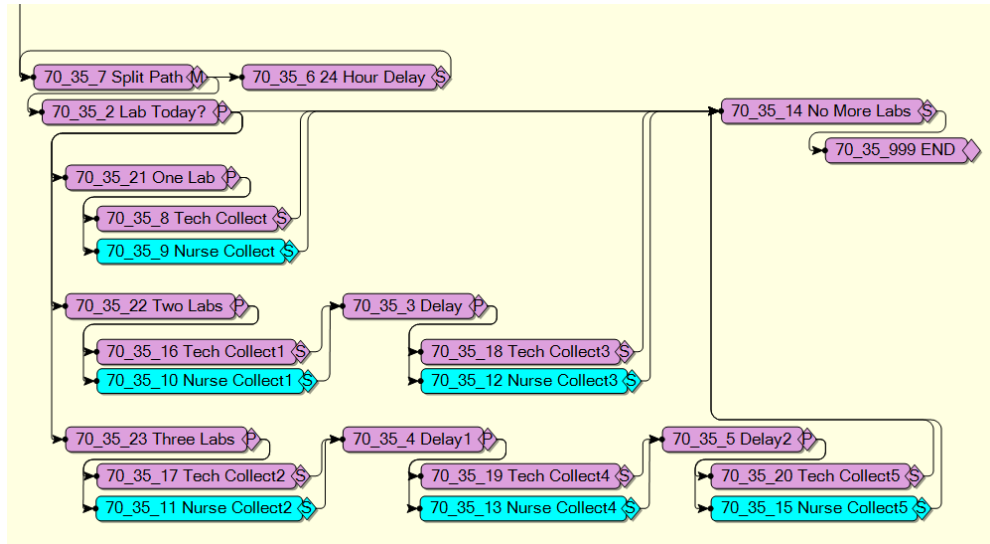 70_35_7 Split Path M
70_35_6 24 Hour Delay S
70_35_2 Lab Today? P
70_35_14 No More Labs S
70_35_999 END
70_35_21 One Lab P
70_35_8 Tech Collect S
70_35_9 Nurse Collect S
70_35_22 Two Labs P
70_35_3 Delay P
70_35_16 Tech Collect1 S
70_35_18 Tech Collect3 S
70_35_10 Nurse Collect1 S
70_35_12 Nurse Collect3 S
70_35_23 Three Labs P
70_35_4 Delay1 P
70_35_5 Delay2 P
70_35_17 Tech Collect2 S
70_35_19 Tech Collect4 S
70_35_20 Tech Collect5 S
70_35_11 Nurse Collect2 S
70_35_13 Nurse Collect4 S
70_35_15 Nurse Collect5 S